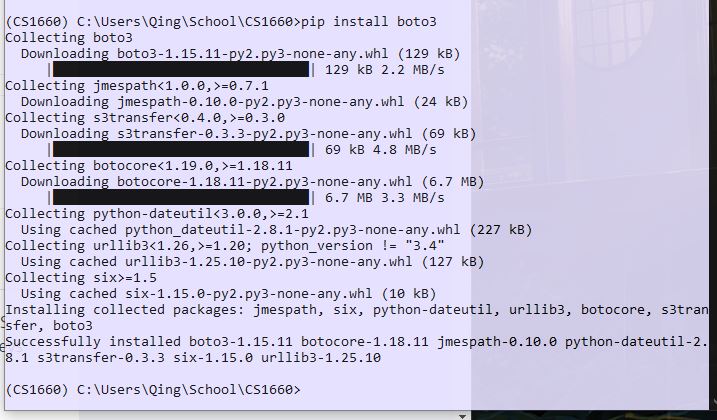 (CS1660) C:\Users\Qing\School\CS1660>pip install boto3
Collecting boto3
  Downloading boto3-1.15.11-py2.py3-none-any.whl (129 kB)
     |████████████████████████████████| 129 kB 2.2 MB/s
Collecting jmespath<1.0.0,>=0.7.1
  Downloading jmespath-0.10.0-py2.py3-none-any.whl (24 kB)
Collecting s3transfer<0.4.0,>=0.3.0
  Downloading s3transfer-0.3.3-py2.py3-none-any.whl (69 kB)
     |████████████████████████████████| 69 kB 4.8 MB/s
Collecting botocore<1.19.0,>=1.18.11
  Downloading botocore-1.18.11-py2.py3-none-any.whl (6.7 MB)
     |████████████████████████████████| 6.7 MB 3.3 MB/s
Collecting python-dateutil<3.0.0,>=2.1
  Using cached python_dateutil-2.8.1-py2.py3-none-any.whl (227 kB)
Collecting urllib3<1.26,>=1.20; python_version != "3.4"
  Using cached urllib3-1.25.10-py2.py3-none-any.whl (127 kB)
Collecting six>=1.5
  Using cached six-1.15.0-py2.py3-none-any.whl (10 kB)
Installing collected packages: jmespath, six, python-dateutil, urllib3, botocore, s3tran
sfer, boto3
Successfully installed boto3-1.15.11 botocore-1.18.11 jmespath-0.10.0 python-dateutil-2.
8.1 s3transfer-0.3.3 six-1.15.0 urllib3-1.25.10
(CS1660) C:\Users\Qing\School\CS1660>